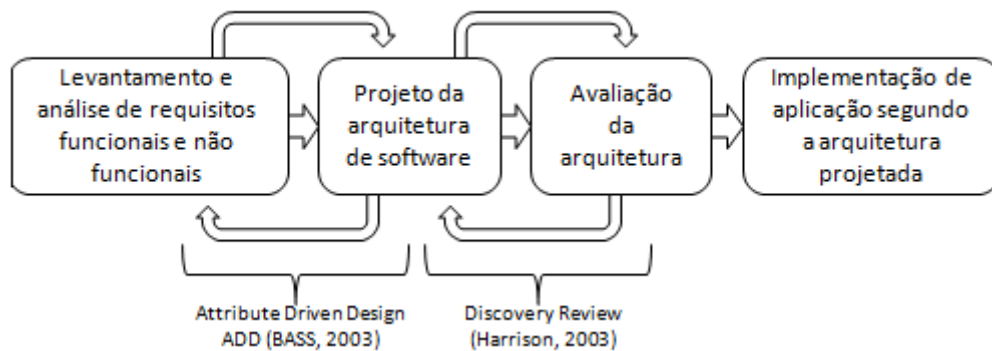 Levantamento e
análise de requisitos
funcionais e não
funcionais
Projeto da
arquitetura
de software
Avaliação
da
arquitetura
Implementação de
aplicação segundo
a arquitetura
projetada
Attribute Driven Design
ADD (BASS, 2003)
Discovery Review
(Harrison, 2003)